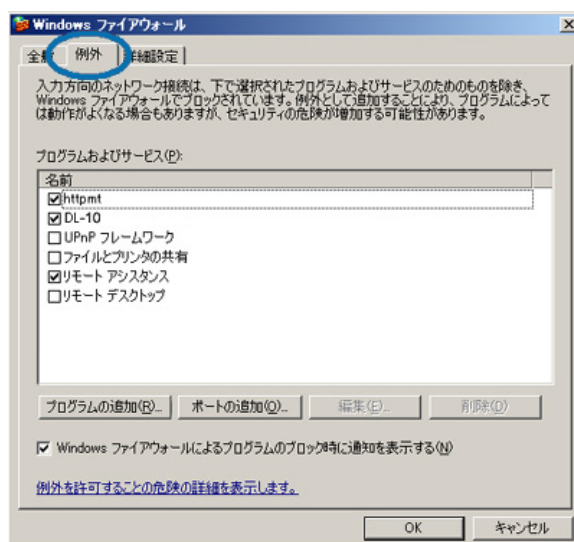 Windows ファイアウォール
全般 例外 詳細設定
入力方向のネットワーク接続は、下で選択されたプログラムおよびサービスのためのものを除き、
Windows ファイアウォールでブロックされています。例外として追加することにより、プログラムによって
は動作がよくなる場合もありますが、セキュリティの危険が増加する可能性があります。
プログラムおよびサービス(P):
名前
httpmt
DL-10
UPnP フレームワーク
ファイルとプリンタの共有
リモート アシスタンス
リモート デスクトップ
プログラムの追加(R)... ポートの追加(O)... 編集(E)... 削除(D)
Windows ファイアウォールによるプログラムのブロック時に通知を表示する(N)
例外を許可することの危険の詳細を表示します。
OK キャンセル